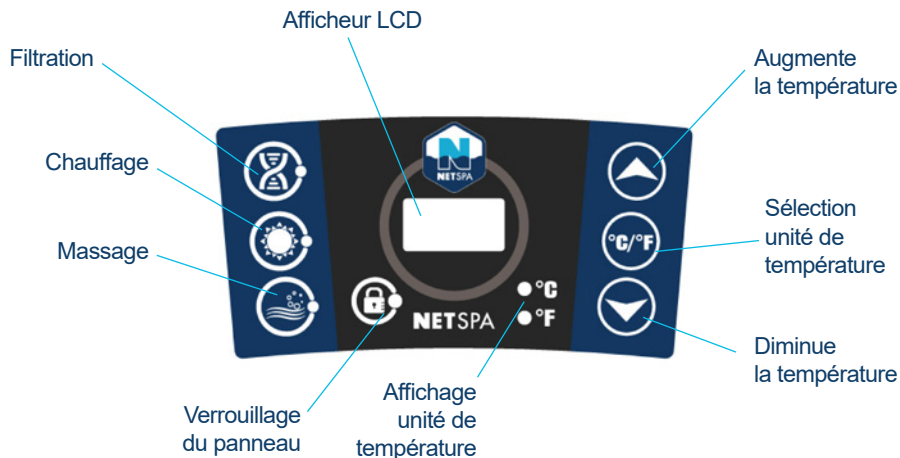 Afficheur LCD
Filtration
Augmente
la température
Chauffage
Massage
N
NETSPA
°C/°F
Sélection
unité de
température
°C
NETSPA
°F
Diminue
la température
Verrouillage
du panneau
Affichage
unité de
température